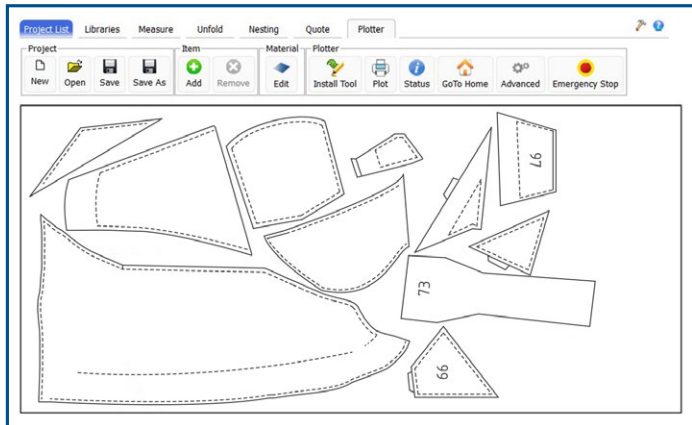 Project List Libraries Measure Unfold Nesting Quote Plotter
Project Item Material Plotter
New Open Save Save As Add Remove Edit Install Tool Plot Status GoTo Home Advanced Emergency Stop
97
73
66